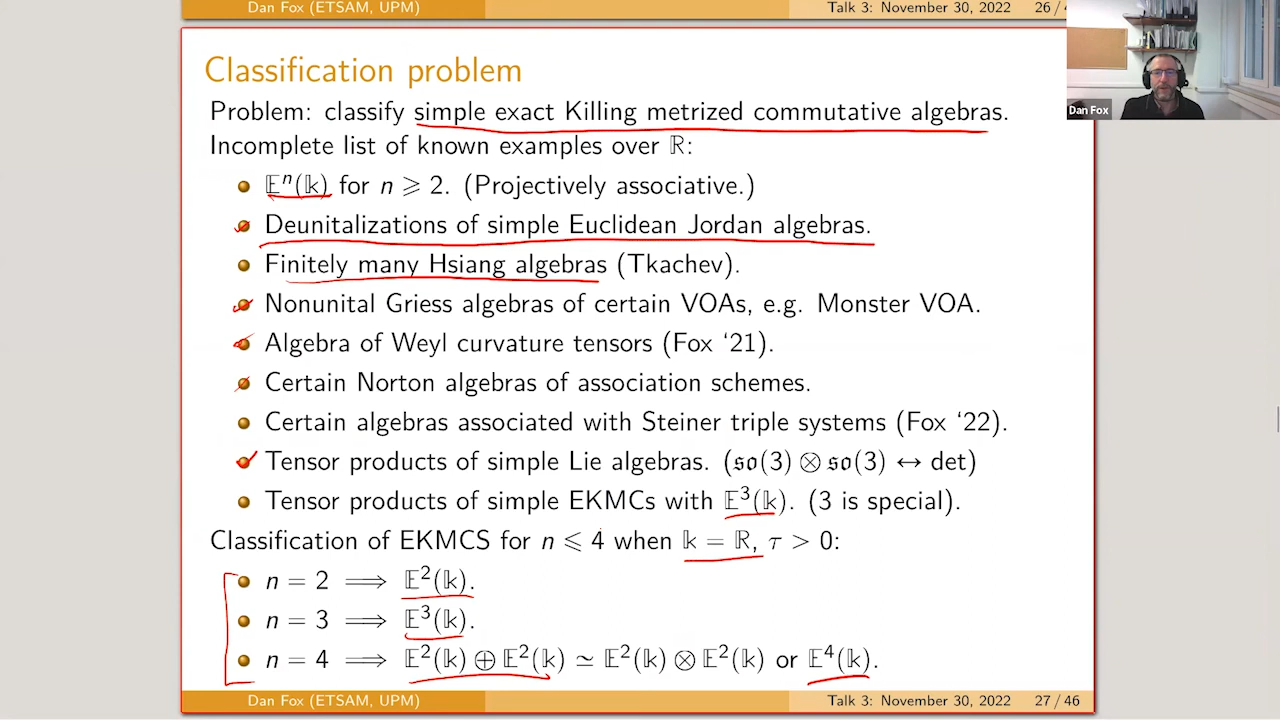 Dan Fox (ETSAM, UPM) Talk 3: November 30, 2022 26 /
Dan Fox
Classification problem
Problem: classify simple exact Killing metrized commutative algebras.
Incomplete list of known examples over ℝ:
𝔼ⁿ(𝕜) for n ⩾ 2. (Projectively associative.)
Deunitalizations of simple Euclidean Jordan algebras.
Finitely many Hsiang algebras (Tkachev).
Nonunital Griess algebras of certain VOAs, e.g. Monster VOA.
Algebra of Weyl curvature tensors (Fox ‘21).
Certain Norton algebras of association schemes.
Certain algebras associated with Steiner triple systems (Fox ‘22).
Tensor products of simple Lie algebras. (𝔰𝔬(3) ⊗ 𝔰𝔬(3) ↔ det)
Tensor products of simple EKMCs with 𝔼³(𝕜). (3 is special).
Classification of EKMCS for n ⩽ 4 when 𝕜 = ℝ, τ > 0:
n = 2 ⟹ 𝔼²(𝕜).
n = 3 ⟹ 𝔼³(𝕜).
n = 4 ⟹ 𝔼²(𝕜) ⊕ 𝔼²(𝕜) ≃ 𝔼²(𝕜) ⊗ 𝔼²(𝕜) or 𝔼⁴(𝕜).
Dan Fox (ETSAM, UPM) Talk 3: November 30, 2022 27 / 46